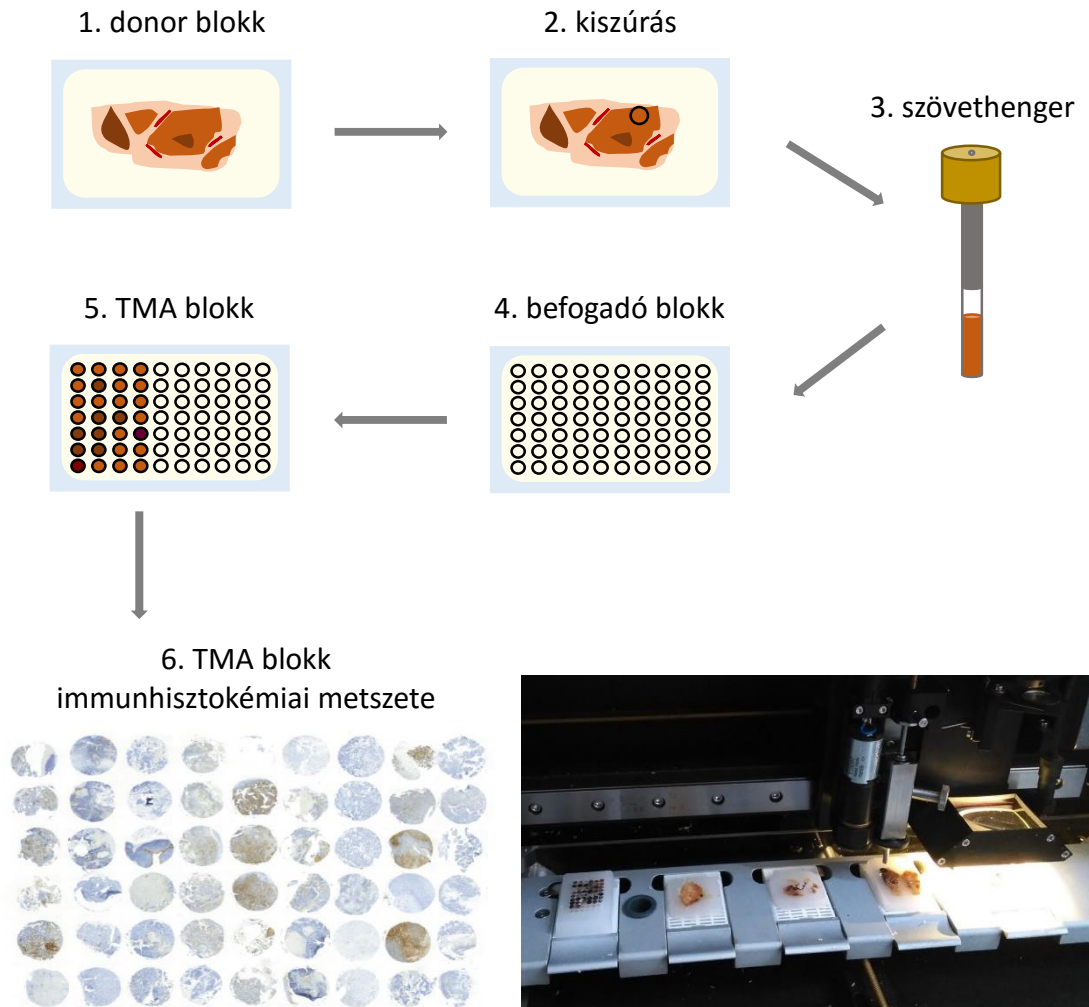 1. donor blokk
2. kiszúrás
3. szövethenger
4. befogadó blokk
5. TMA blokk
6. TMA blokk
immunhisztokémiai metszete